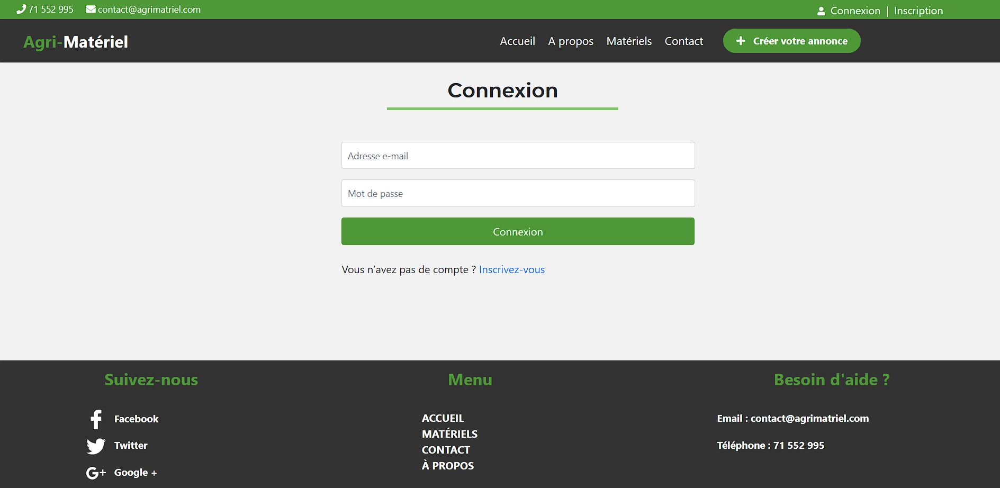 71 552 995 contact@agrimatriel.com Connexion | Inscription
Agri-Matériel Accueil A propos Matériels Contact + Créer votre annonce
Connexion
Adresse e-mail
Mot de passe
Connexion
Vous n’avez pas de compte ? Inscrivez-vous
Suivez-nous
Facebook
Twitter
G+ Google +
Menu
ACCUEIL
MATÉRIELS
CONTACT
À PROPOS
Besoin d'aide ?
Email : contact@agrimatriel.com
Téléphone : 71 552 995